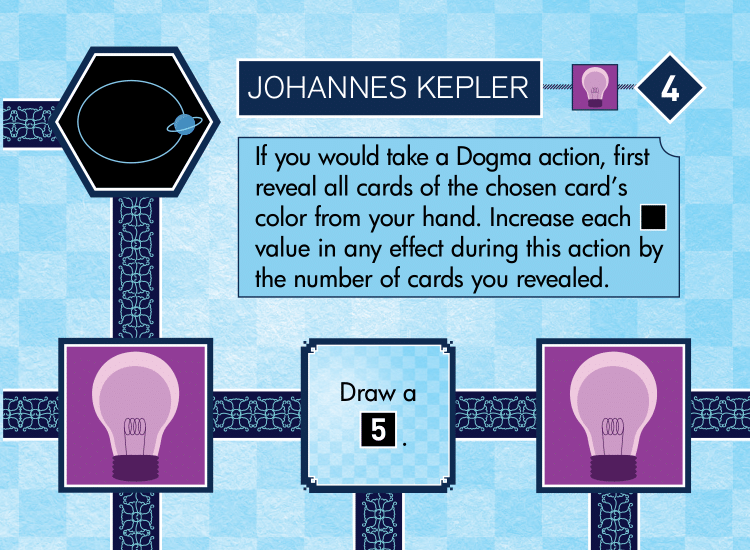 JOHANNES KEPLER
4
If you would take a Dogma action, first
reveal all cards of the chosen card's
color from your hand. Increase each
value in any effect during this action by
the number of cards you revealed.
Draw a
5 .